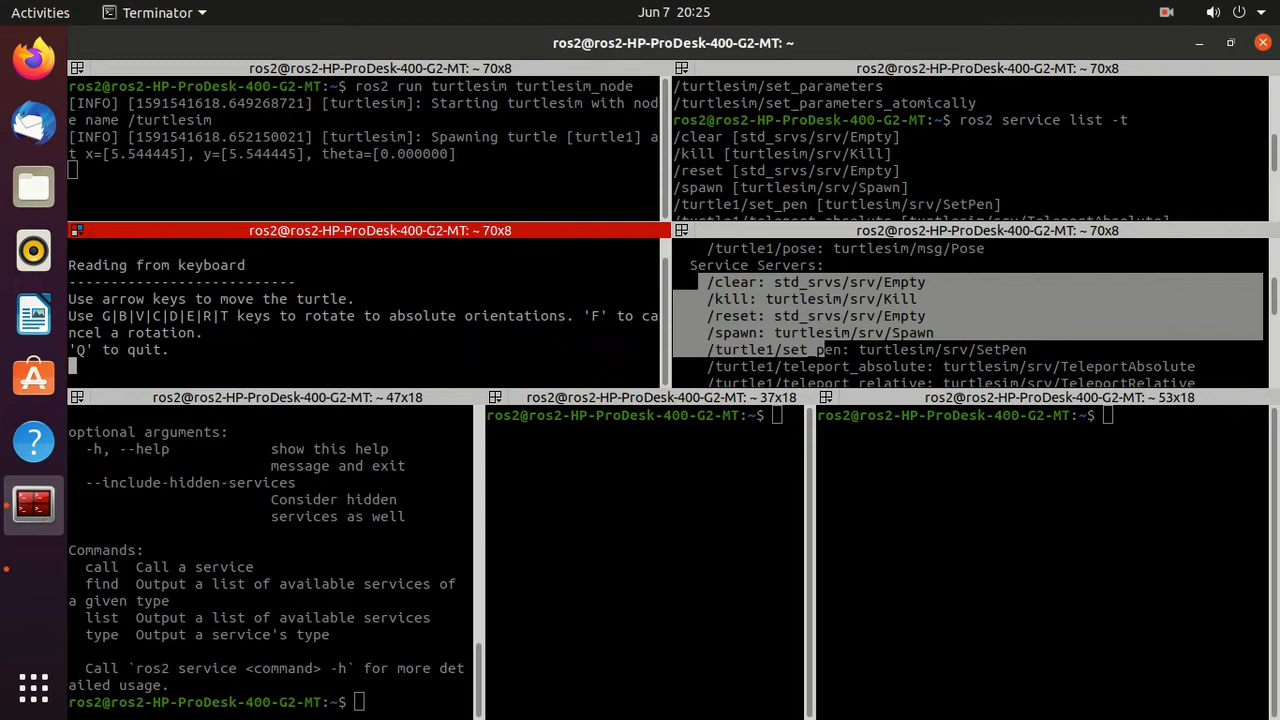 Activities
Terminator
Jun 7 20:25
ros2@ros2-HP-ProDesk-400-G2-MT: ~
ros2@ros2-HP-ProDesk-400-G2-MT: ~ 70x8
ros2@ros2-HP-ProDesk-400-G2-MT:~$ ros2 run turtlesim turtlesim_node
[INFO] [1591541618.649268721] [turtlesim]: Starting turtlesim with nod
e name /turtlesim
[INFO] [1591541618.652150021] [turtlesim]: Spawning turtle [turtle1] a
t x=[5.544445], y=[5.544445], theta=[0.000000]
ros2@ros2-HP-ProDesk-400-G2-MT: ~ 70x8
/turtlesim/set_parameters
/turtlesim/set_parameters_atomically
ros2@ros2-HP-ProDesk-400-G2-MT:~$ ros2 service list -t
/clear [std_srvs/srv/Empty]
/kill [turtlesim/srv/Kill]
/reset [std_srvs/srv/Empty]
/spawn [turtlesim/srv/Spawn]
/turtle1/set_pen [turtlesim/srv/SetPen]
/turtle1/teleport_absolute [turtlesim/srv/TeleportAbsolute]
ros2@ros2-HP-ProDesk-400-G2-MT: ~ 70x8
Reading from keyboard
---------------------------
Use arrow keys to move the turtle.
Use G|B|V|C|D|E|R|T keys to rotate to absolute orientations. 'F' to ca
ncel a rotation.
'Q' to quit.
ros2@ros2-HP-ProDesk-400-G2-MT: ~ 70x8
/turtle1/pose: turtlesim/msg/Pose
Service Servers:
/clear: std_srvs/srv/Empty
/kill: turtlesim/srv/Kill
/reset: std_srvs/srv/Empty
/spawn: turtlesim/srv/Spawn
/turtle1/set_pen: turtlesim/srv/SetPen
/turtle1/teleport_absolute: turtlesim/srv/TeleportAbsolute
/turtle1/teleport_relative: turtlesim/srv/TeleportRelative
ros2@ros2-HP-ProDesk-400-G2-MT: ~ 47x18
optional arguments:
-h, --help show this help
message and exit
--include-hidden-services
Consider hidden
services as well
Commands:
call Call a service
find Output a list of available services of
a given type
list Output a list of available services
type Output a service's type
Call `ros2 service <command> -h` for more det
ailed usage.
ros2@ros2-HP-ProDesk-400-G2-MT:~$
ros2@ros2-HP-ProDesk-400-G2-MT: ~ 37x18
ros2@ros2-HP-ProDesk-400-G2-MT:~$
ros2@ros2-HP-ProDesk-400-G2-MT: ~ 53x18
ros2@ros2-HP-ProDesk-400-G2-MT:~$